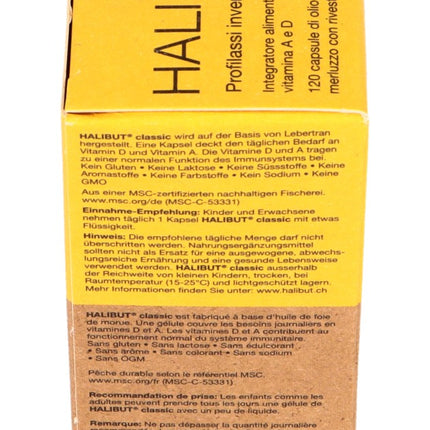 HALI
Profilassi inver
Integratore aliment
vitamina A e D
120 capsule di olio
merluzzo con rivest
HALIBUT® classic wird auf der Basis von Lebertran
hergestellt. Eine Kapsel deckt den täglichen Bedarf an
Vitamin D und Vitamin A. Die Vitamine D und A tragen
zu einer normalen Funktion des Immunsystems bei.
Kein Gluten • Keine Laktose • Keine Süssstoffe • Keine
Aromastoffe • Keine Farbstoffe • Kein Sodium • Keine
GMO
Aus einer MSC-zertifizierten nachhaltigen Fischerei.
www.msc.org/de (MSC-C-53331)
Einnahme-Empfehlung: Kinder und Erwachsene
nehmen täglich 1 Kapsel HALIBUT® classic mit etwas
Flüssigkeit.
Hinweis: Die empfohlene tägliche Menge darf nicht
überschritten werden. Nahrungsergänzungsmittel
sollten nicht als Ersatz für eine ausgewogene, abwechs-
lungsreiche Ernährung und eine gesunde Lebensweise
verwendet werden. HALIBUT® classic ausserhalb
der Reichweite von kleinen Kindern, trocken, bei
Raumtemperatur (15-25°C) und lichtgeschützt lagern.
Mehr Informationen finden Sie unter: www.halibut.ch
HALIBUT® classic est fabriqué à base d'huile de foie
de morue. Une gélule couvre les besoins journaliers en
vitamines D et A. Les vitamines D et A contribuent au
fonctionnement normal du système immunitaire.
Sans gluten • Sans lactose • Sans édulcorant
• Sans arôme • Sans colorant • Sans sodium
• Sans OGM
Pêche durable selon le référentiel MSC.
www.msc.org/fr (MSC-C-53331)
Recommandation de prise: Les enfants comme les
adultes peuvent prendre tous les jours une gélule de
HALIBUT® classic avec un peu de liquide.
Remarque: Ne pas dépasser la quantité journalière